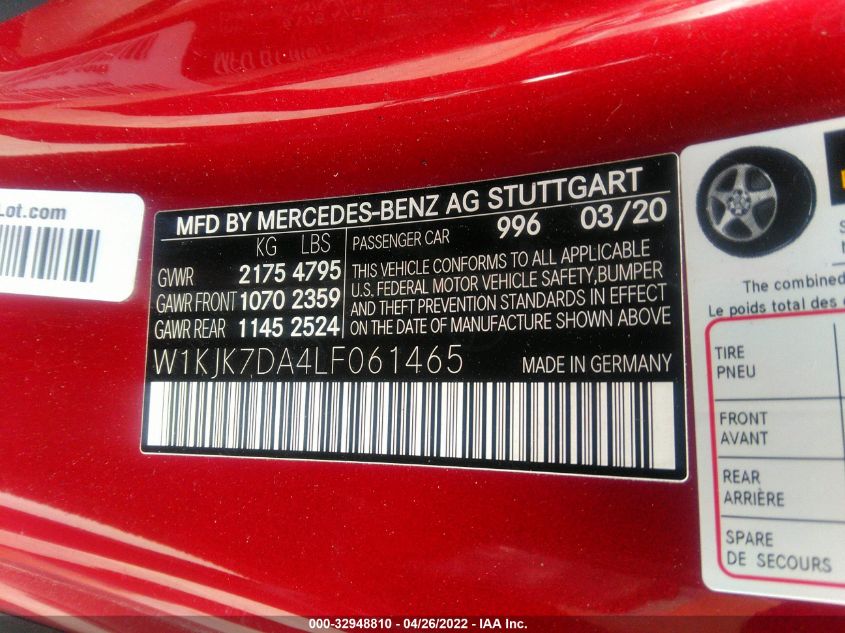 Lot.com
MFD BY MERCEDES-BENZ AG STUTTGART
KG LBS
GVWR 2175 4795
GAWR FRONT 1070 2359
GAWR REAR 1145 2524
PASSENGER CAR 996 03/20
THIS VEHICLE CONFORMS TO ALL APPLICABLE
U.S. FEDERAL MOTOR VEHICLE SAFETY, BUMPER
AND THEFT PREVENTION STANDARDS IN EFFECT
ON THE DATE OF MANUFACTURE SHOWN ABOVE
W1KJK7DA4LF061465
MADE IN GERMANY
The combined
Le poids total des
TIRE
PNEU
FRONT
AVANT
REAR
ARRIÈRE
SPARE
DE SECOURS
000-32948810 - 04/26/2022 - IAA Inc.